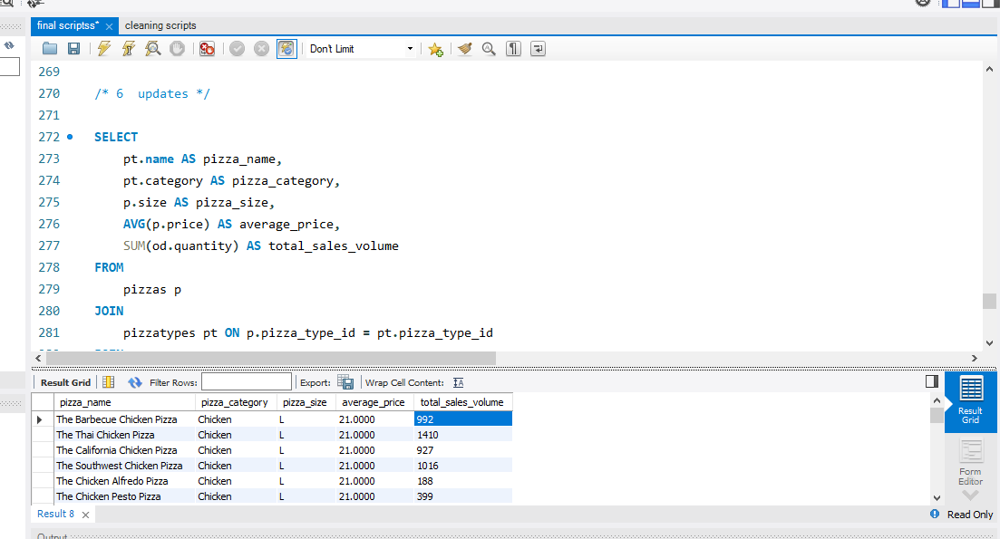 final scriptss* cleaning scripts
Don't Limit
269
270 /* 6  updates */
271
272 SELECT
273 pt.name AS pizza_name,
274 pt.category AS pizza_category,
275 p.size AS pizza_size,
276 AVG(p.price) AS average_price,
277 SUM(od.quantity) AS total_sales_volume
278 FROM
279 pizzas p
280 JOIN
281 pizzatypes pt ON p.pizza_type_id = pt.pizza_type_id
Result Grid Filter Rows: Export: Wrap Cell Content:
pizza_name pizza_category pizza_size average_price total_sales_volume
The Barbecue Chicken Pizza Chicken L 21.0000 992
The Thai Chicken Pizza Chicken L 21.0000 1410
The California Chicken Pizza Chicken L 21.0000 927
The Southwest Chicken Pizza Chicken L 21.0000 1016
The Chicken Alfredo Pizza Chicken L 21.0000 188
The Chicken Pesto Pizza Chicken L 21.0000 399
Result
Grid
Form
Editor
Result 8
Read Only
Output